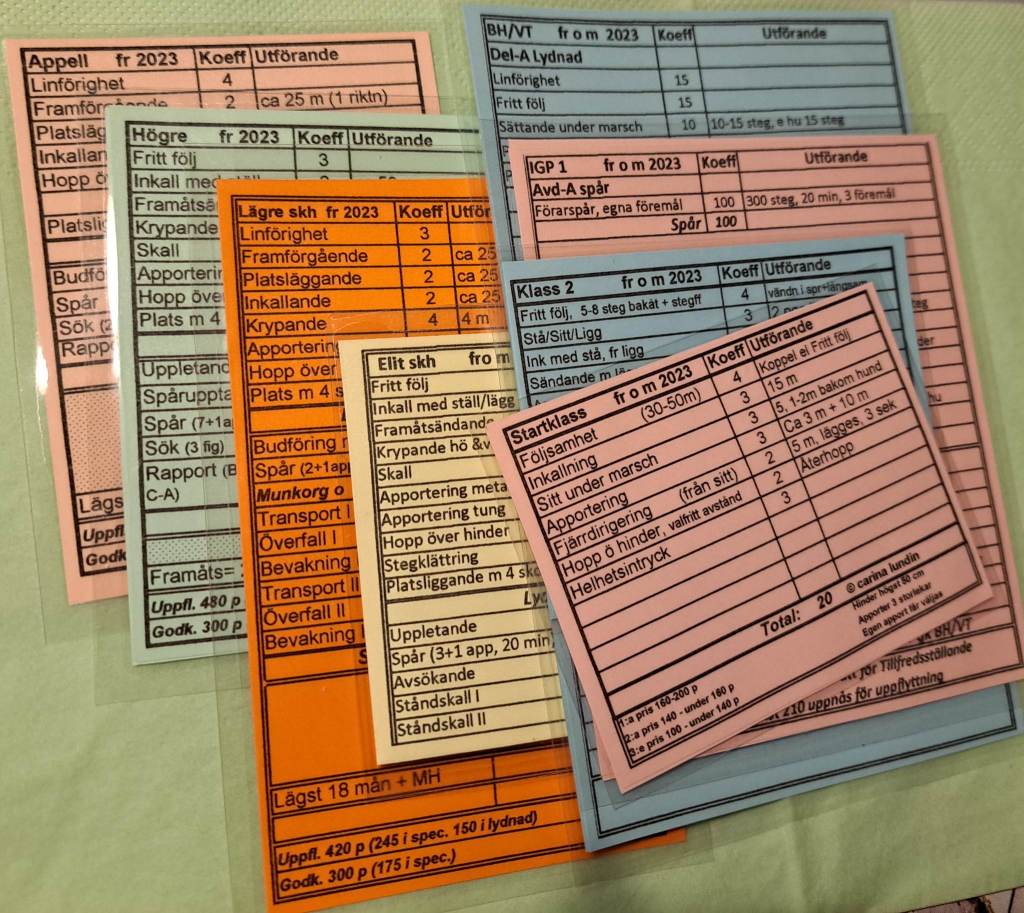 Appell fr 2023 Koeff Utförande
Linförighet 4
2 ca 25 m (1 riktn)
Hopp
Budför
Spår
Sök
Lägs
Uppfl.
Godk.
Högre fr 2023 Koeff Utförande
Fritt följ 3
Inkall med
Krypande
Skall
Apporterin
Hopp öve
Plats m 4
Uppletand
Spåruppta
Spår (7+1a
Sök (3 fig)
Rapport (B
C-A)
Framåts=
Uppfl. 480 p
Godk. 300 p
Lägre skh fr 2023 Koeff Utför
Linförighet 3
Framförgående 2 ca 25
Platsläggande 2 ca 25
Inkallande 2 ca 25
Krypande 4 4 m
Apportering
Hopp över
Plats m 4 s
Budföring
Spår (2+1app
Munkorg o
Transport I
Överfall I
Bevakning
Transport II
Överfall II
Bevakning
Lägst 18 mån + MH
Uppfl. 420 p (245 i spec. 150 i lydnad)
Godk. 300 p (175 i spec.)
Elit skh fro m
Fritt följ
Inkall med ställ/lägg
Framåtsändand
Krypande hö &v
Skall
Apportering meta
Apportering tung
Hopp över hinder
Stegklättring
Platsliggande m 4 sk
Lyd
Uppletande
Spår (3+1 app, 20 min)
Avsökande
Ståndskall I
Ståndskall II
BH/VT fr o m 2023 Koeff Utförande
Del-A Lydnad
Linförighet 15
Fritt följ 15
Sättande under marsch 10 10-15 steg, e hu 15 steg
IGP 1 fr o m 2023 Koeff Utförande
Avd-A spår
Förarspår, egna föremål 100 300 steg, 20 min, 3 föremål
Spår 100
BH/VT
för Tillfredsställande
210 uppnås för uppflyttning
Klass 2 fr o m 2023 Koeff Utförande
Fritt följ, 5-8 steg bakåt + stegff 4 vändn.i spr+långsam
Stå/Sitt/Ligg 3
Ink med stå, fr ligg
Sändande m
Startklass fr o m 2023 Koeff Utförande
Följsamhet (30-50m) 4 Koppel ei Fritt följ
Inkallning 3 15 m
Sitt under marsch 3 5, 1-2m bakom hund
Apportering 3 Ca 3 m + 10 m
Fjärrdirigering (från sitt) 2 5 m, lägges, 3 sek
Hopp ö hinder, valfritt avstånd 2 Återhopp
Helhetsintryck 3
Total: 20 © carina lundin
Hinder högst 50 cm
Apporter 3 storlekar
Egen apport får väljas
1:a pris 160-200 p
2:a pris 140 - under 160 p
3:e pris 100 - under 140 p